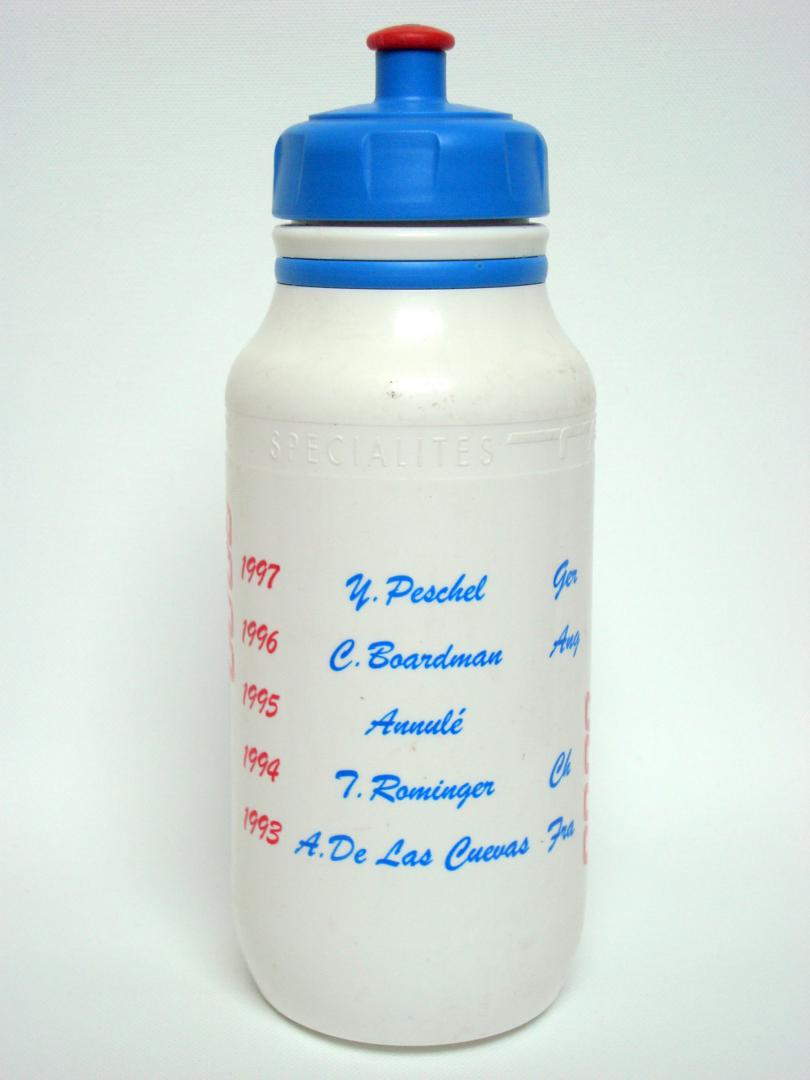 SPECIALITES
1997 Y. Peschel Ger
1996 C. Boardman Ang
1995 Annulé
1994 T. Rominger Ch
1993 A. De Las Cuevas Fra